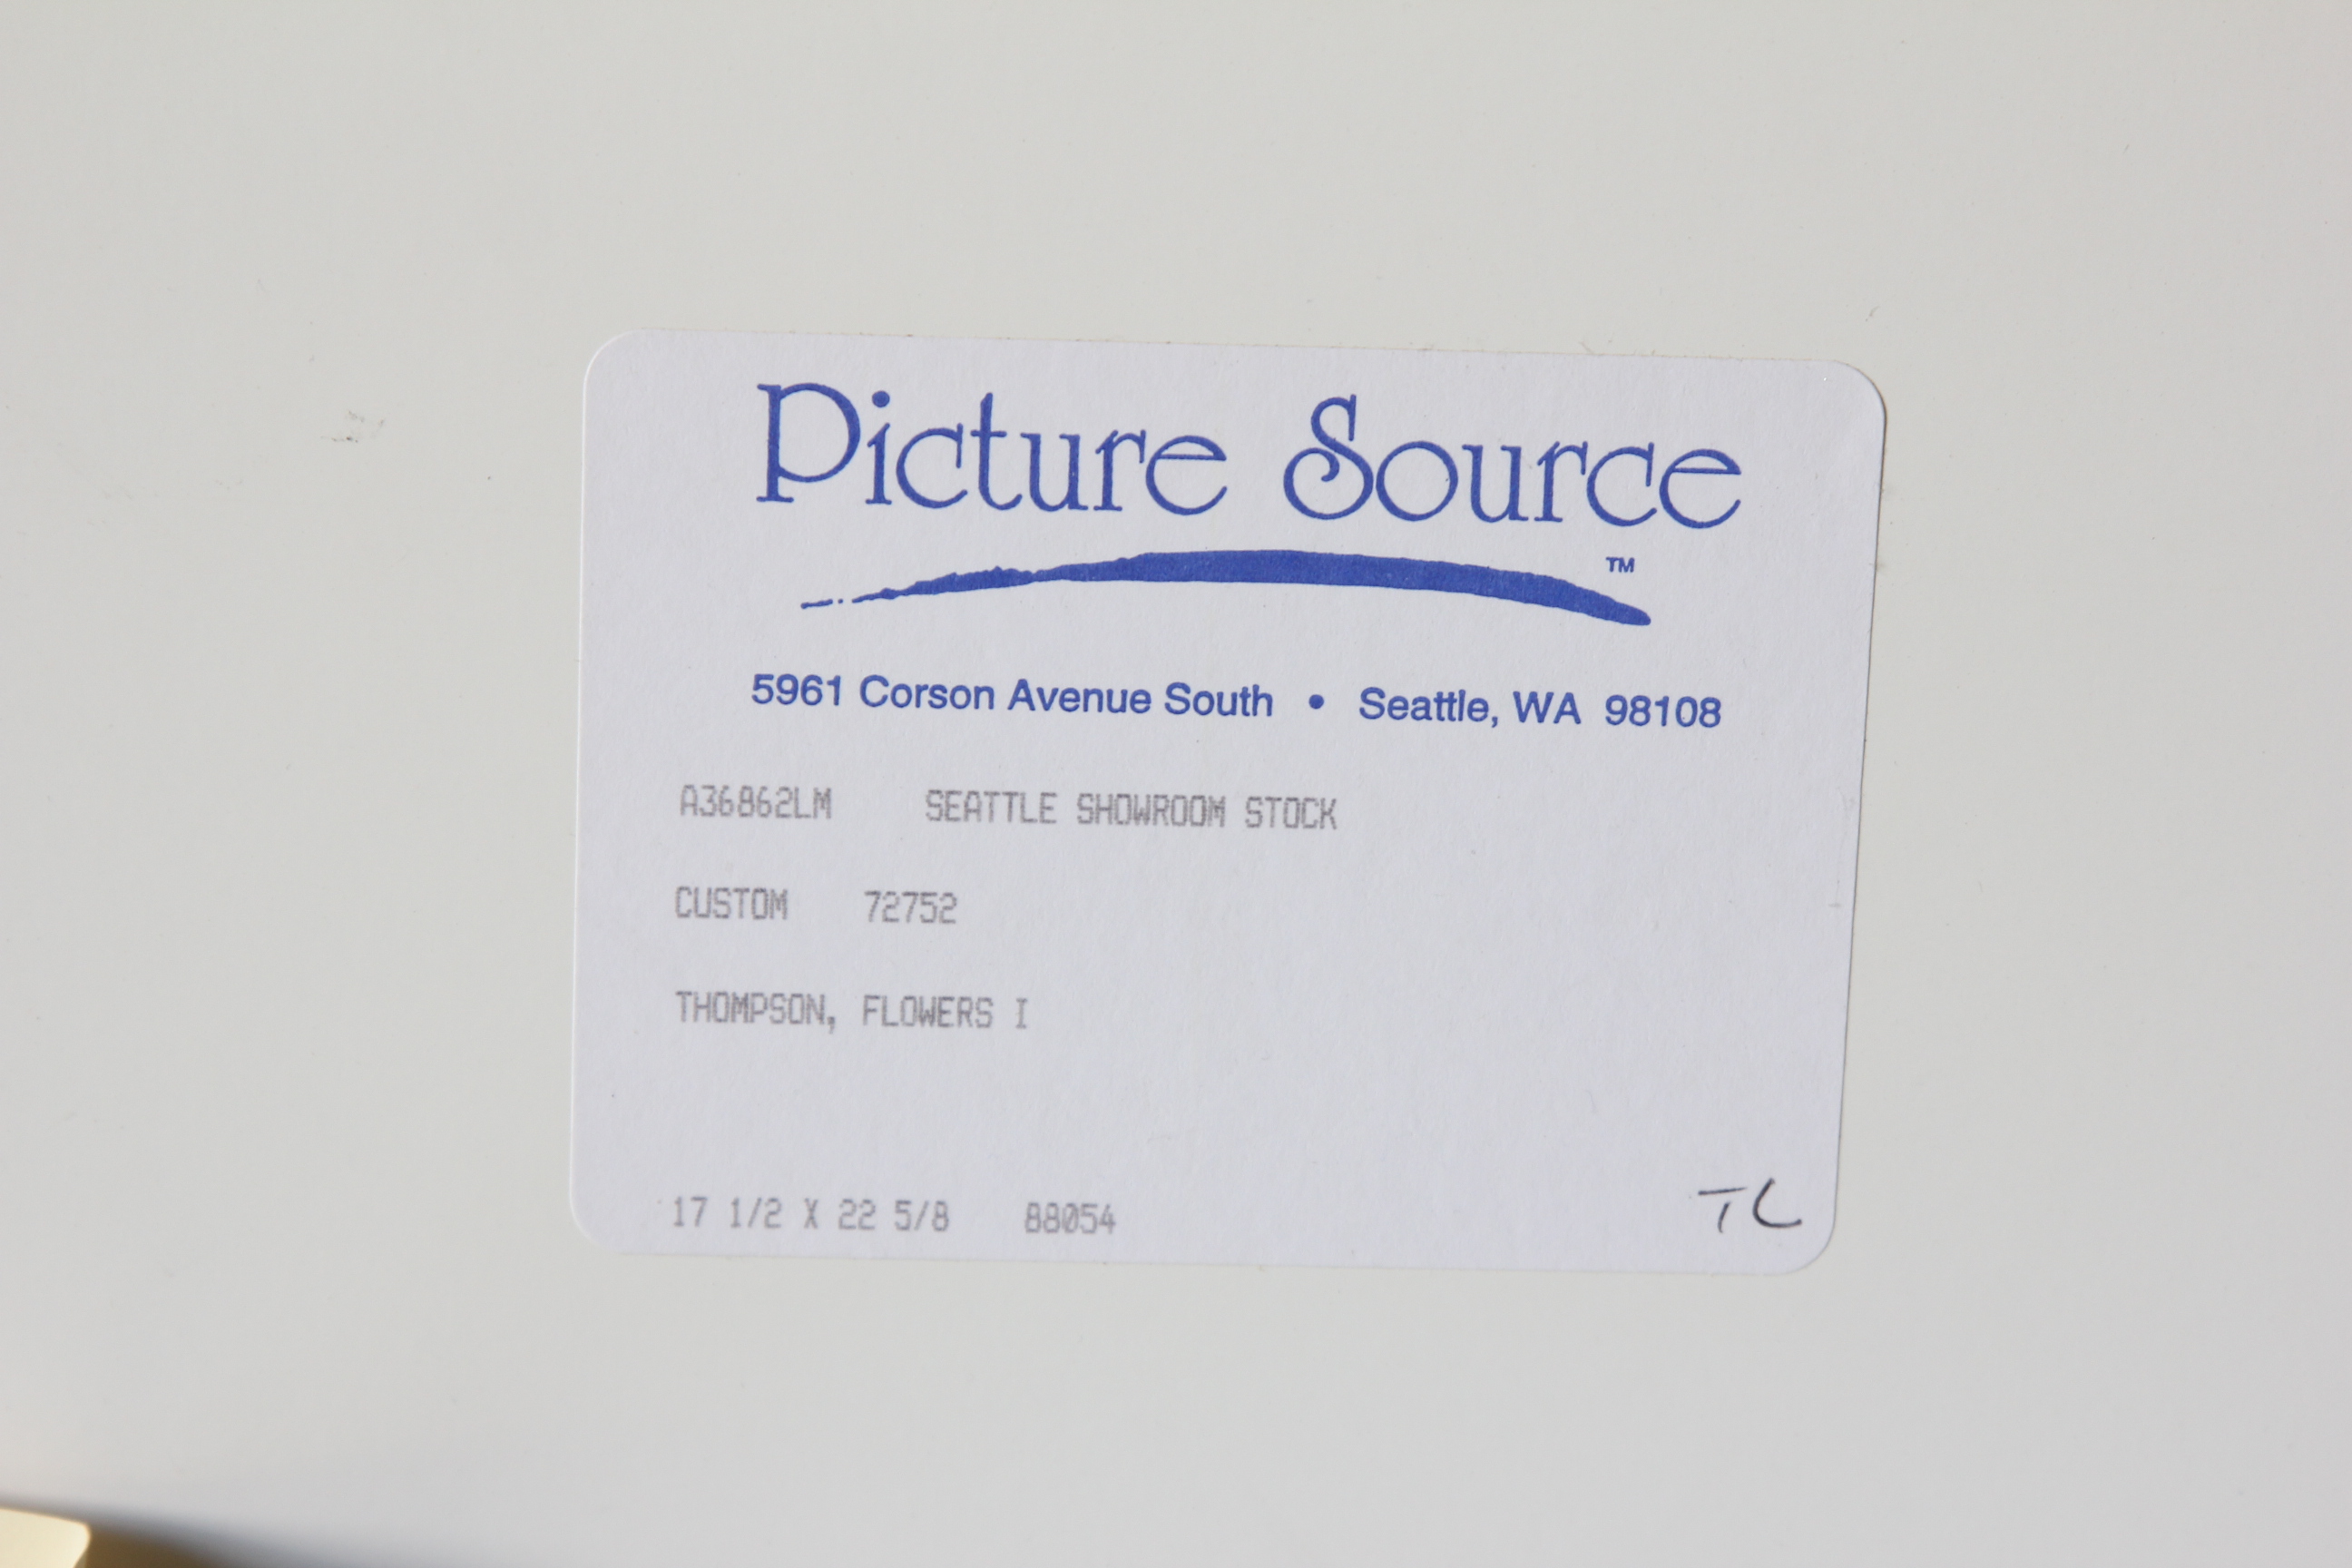 Picture Source
TM
5961 Corson Avenue South • Seattle, WA 98108
A36862LM SEATTLE SHOWROOM STOCK
CUSTOM 72752
THOMPSON, FLOWERS I
17 1/2 X 22 5/8 88054
TL